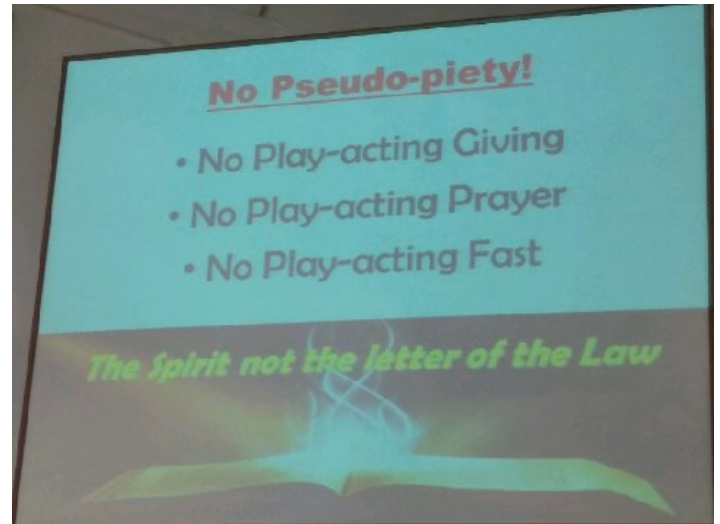 No Pseudo-piety!
• No Play-acting Giving
• No Play-acting Prayer
• No Play-acting Fast
The Spirit not the letter of the Law